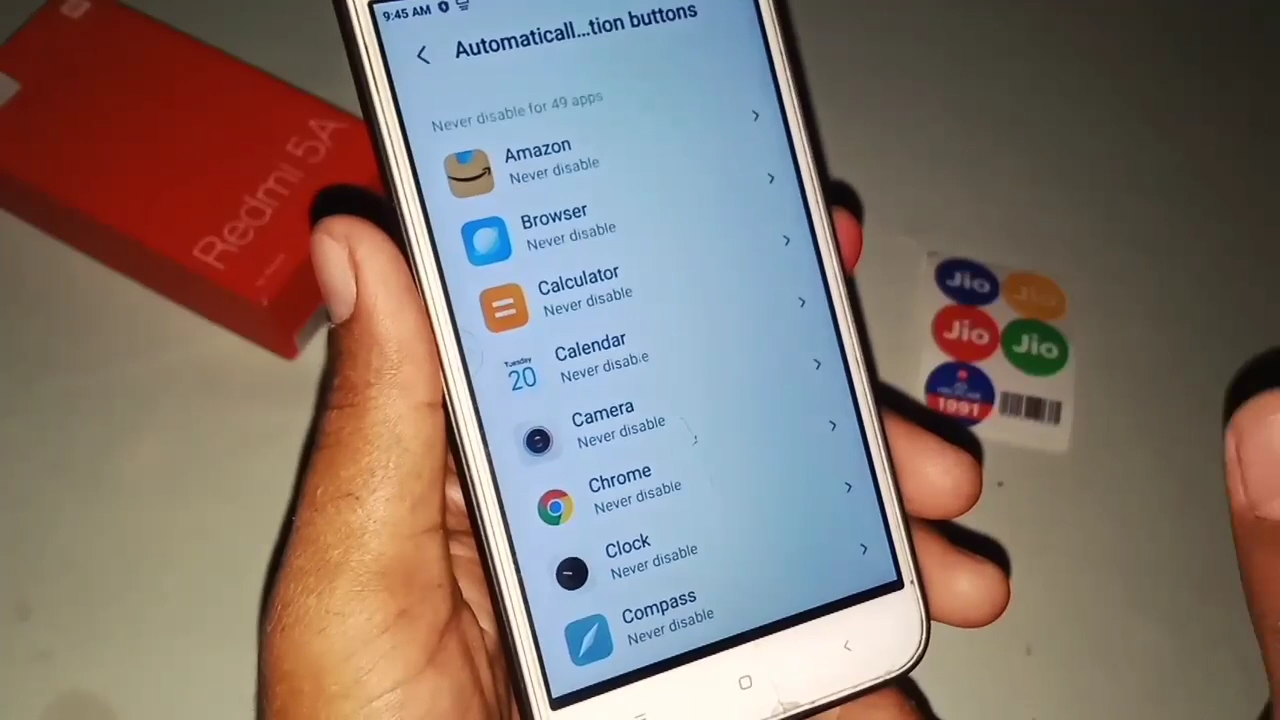 9:45 AM
Automaticall...tion buttons
Never disable for 49 apps
Amazon
Never disable
Browser
Never disable
Calculator
Never disable
Tuesday
20
Calendar
Never disable
Camera
Never disable
Chrome
Never disable
Clock
Never disable
Compass
Never disable
Redmi 5A
Jio
Jio
Jio
Jio
1991